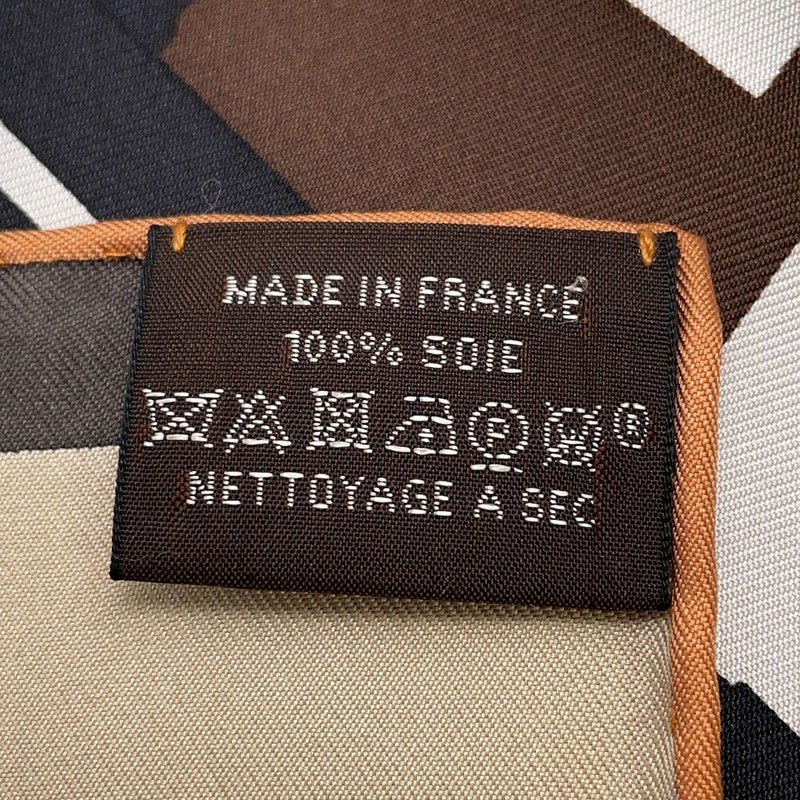 MADE IN FRANCE
100% SOIE
P
NETTOYAGE A SEC